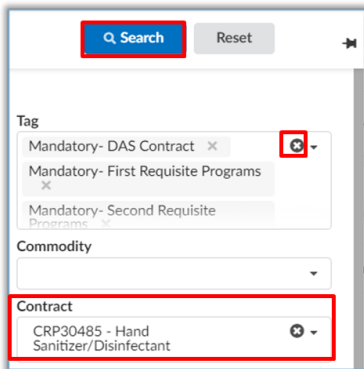 Search Reset
Tag
Mandatory- DAS Contract ×
Mandatory- First Requisite Programs
×
Mandatory- Second Requisite
Programs ×
Commodity
Contract
CRP30485 - Hand
Sanitizer/Disinfectant